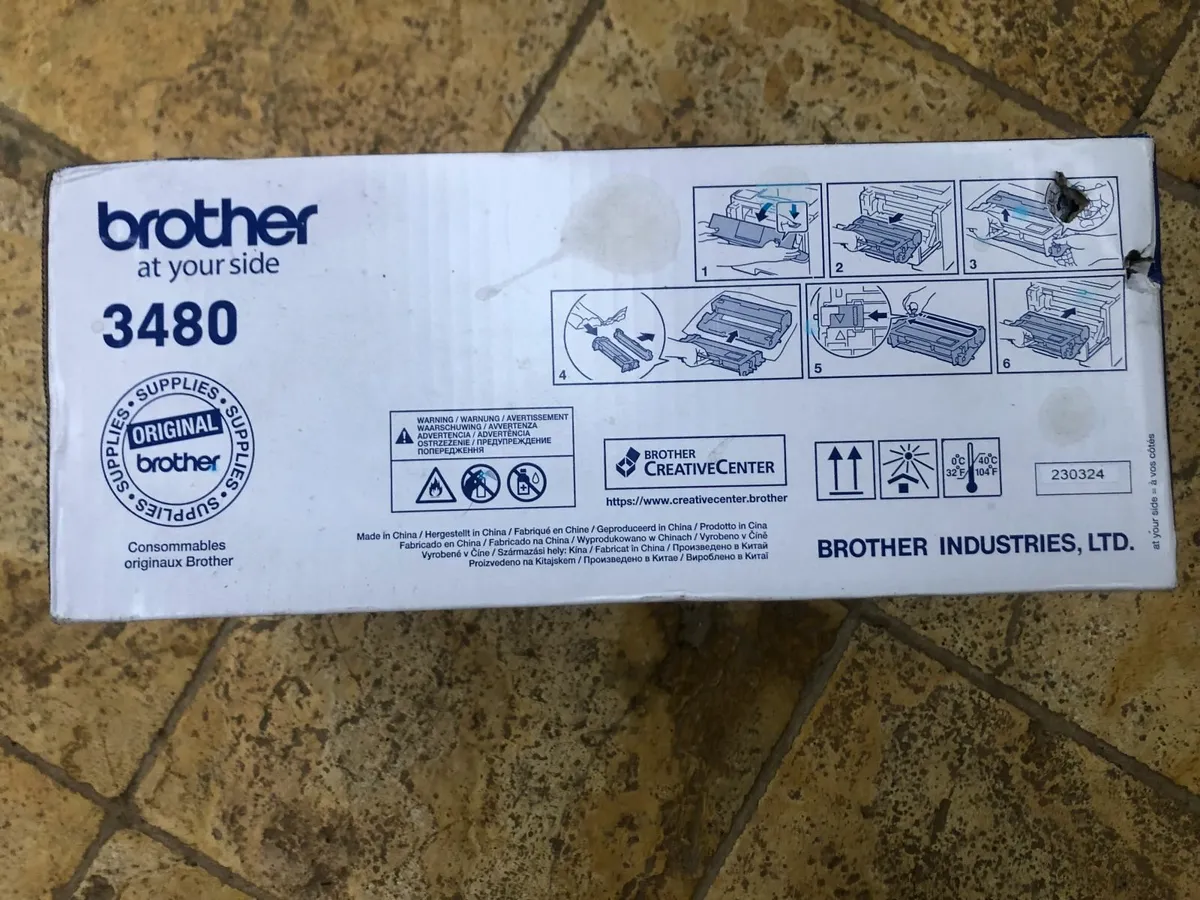 brother
at your side
3480
SUPPLIES • SUPPLIES • SUPPLIES • SUPPLIES •
ORIGINAL
brother
Consommables
originaux Brother
1
2
3
4
5
6
WARNING / WARNUNG / AVERTISSEMENT
WAARSCHUWING / AVVERTENZA
ADVERTENCIA / ADVERTÊNCIA
OSTRZEŻENIE / ПРЕДУПРЕЖДЕНИЕ
ПОПЕРЕДЖЕННЯ
BROTHER
CREATIVECENTER
https://www.creativecenter.brother
0°C
32°F
40°C
104°F
230324
Made in China / Hergestellt in China / Fabriqué en Chine / Geproduceerd in China / Prodotto in Cina
Fabricado en China / Fabricado na China / Wyprodukowano w Chinach / Vyrobeno v Číně
Vyrobené v Číne / Származási hely: Kína / Fabricat în China / Произведено в Китай
Proizvedeno na Kitajskem / Произведено в Китае / Вироблено в Китаї
BROTHER INDUSTRIES, LTD.
at your side = à vos côtés